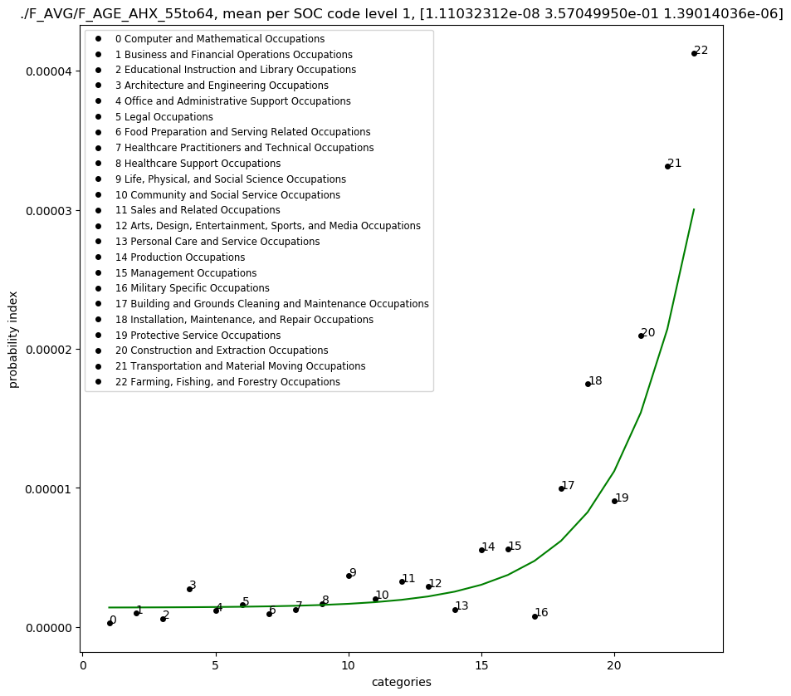 ./F_AVG/F_AGE_AHX_55to64, mean per SOC code level 1, [1.11032312e-08 3.57049950e-01 1.39014036e-06]
0 Computer and Mathematical Occupations
1 Business and Financial Operations Occupations
2 Educational Instruction and Library Occupations
3 Architecture and Engineering Occupations
4 Office and Administrative Support Occupations
5 Legal Occupations
6 Food Preparation and Serving Related Occupations
7 Healthcare Practitioners and Technical Occupations
8 Healthcare Support Occupations
9 Life, Physical, and Social Science Occupations
10 Community and Social Service Occupations
11 Sales and Related Occupations
12 Arts, Design, Entertainment, Sports, and Media Occupations
13 Personal Care and Service Occupations
14 Production Occupations
15 Management Occupations
16 Military Specific Occupations
17 Building and Grounds Cleaning and Maintenance Occupations
18 Installation, Maintenance, and Repair Occupations
19 Protective Service Occupations
20 Construction and Extraction Occupations
21 Transportation and Material Moving Occupations
22 Farming, Fishing, and Forestry Occupations
probability index
0.00004
0.00003
0.00002
0.00001
0.00000
0
1
2
3
4
5
6
7
8
9
10
11
12
13
14
15
16
17
18
19
20
21
22
0
5
10
15
20
categories